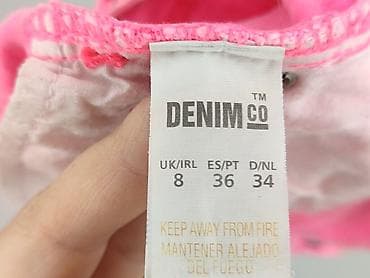 DENIM CO ™
UK/IRL ES/PT D/NL
8 36 34
KEEP AWAY FROM FIRE
MANTENER ALEJADO
DEL FUEGO